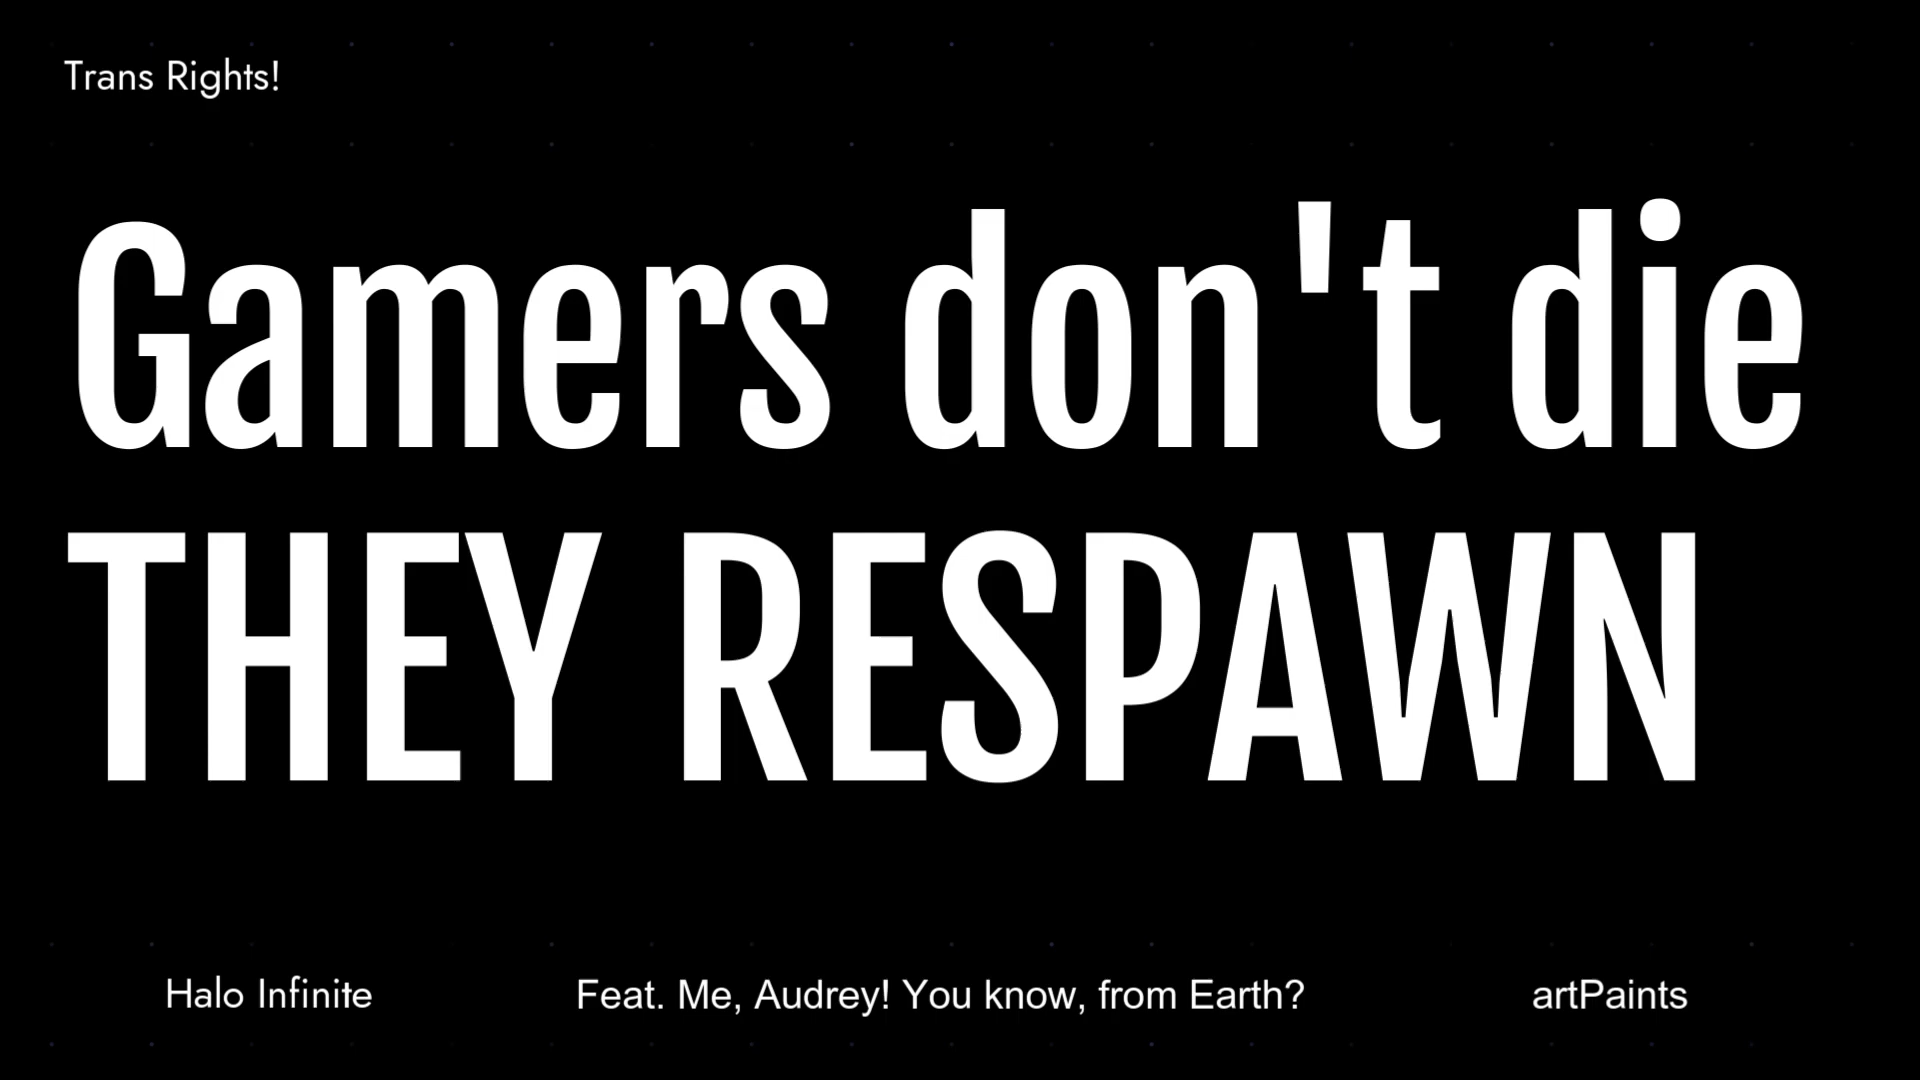 Trans Rights!
Gamers don't die
THEY RESPAWN
Halo Infinite
Feat. Me, Audrey! You know, from Earth?
artPaints